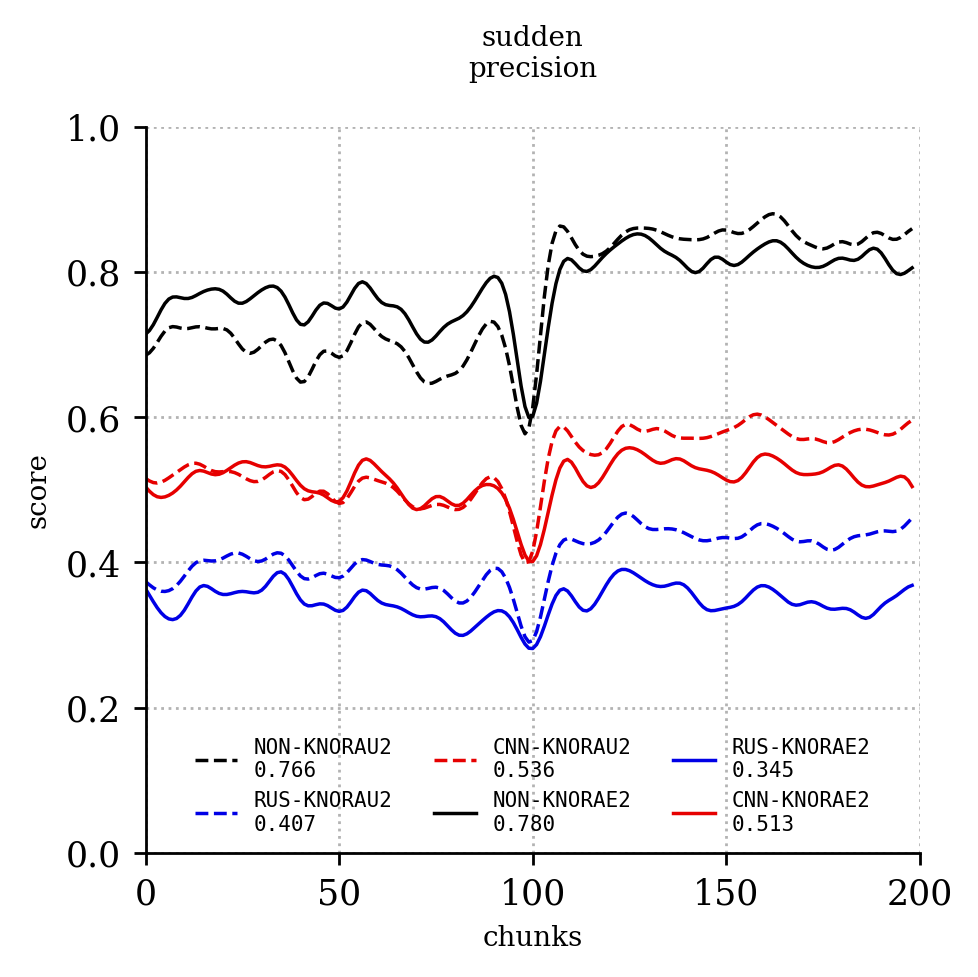 sudden
precision
1.0
0.8
0.6
0.4
0.2
0.0
score
NON-KNORAU2
0.766
RUS-KNORAU2
0.407
CNN-KNORAU2
0.536
NON-KNORAE2
0.780
RUS-KNORAE2
0.345
CNN-KNORAE2
0.513
0 50 100 150 200
chunks